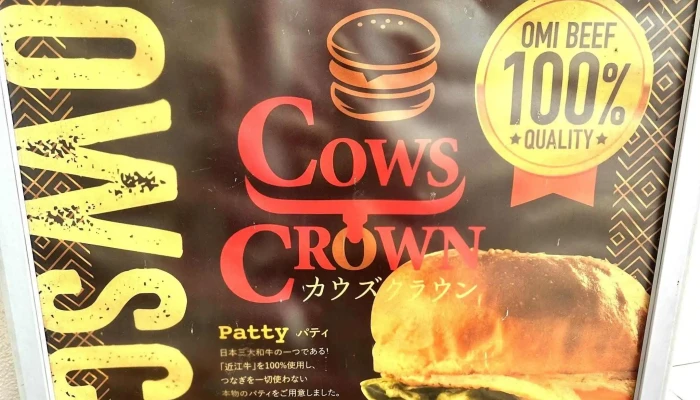 OWSC
OMI BEEF
100%
★QUALITY★
COWS
CROWN
カウズクラウン
Patty パティ
日本三大和牛の一つである!
「近江牛」を100%使用し、
つなぎを一切使わない
本物のパティをご用意しました。